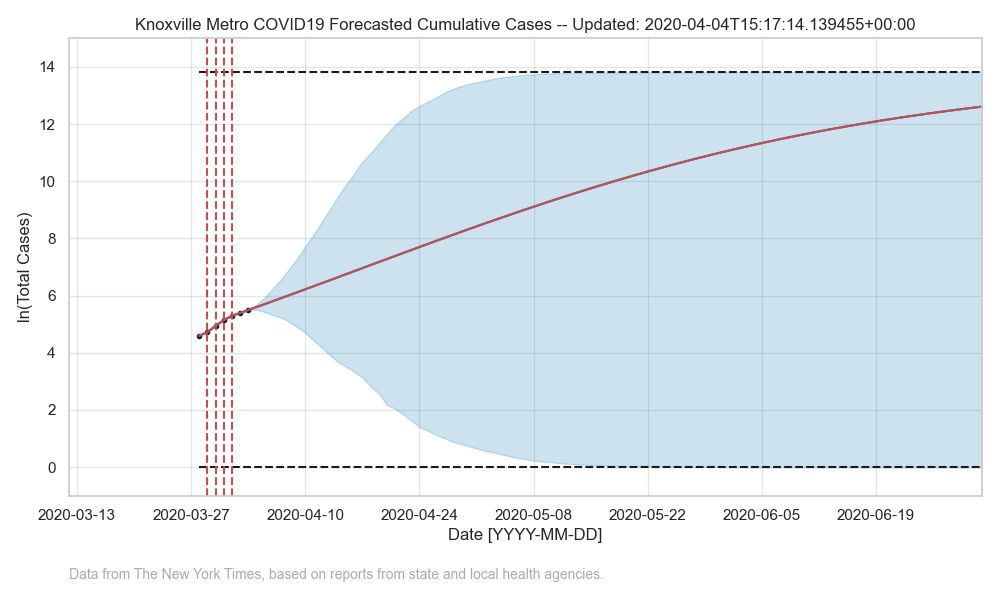 Knoxville Metro COVID19 Forecasted Cumulative Cases -- Updated: 2020-04-04T15:17:14.139455+00:00
14
12
10
8
6
4
2
0
ln(Total Cases)
2020-03-13 2020-03-27 2020-04-10 2020-04-24 2020-05-08 2020-05-22 2020-06-05 2020-06-19
Date [YYYY-MM-DD]
Data from The New York Times, based on reports from state and local health agencies.